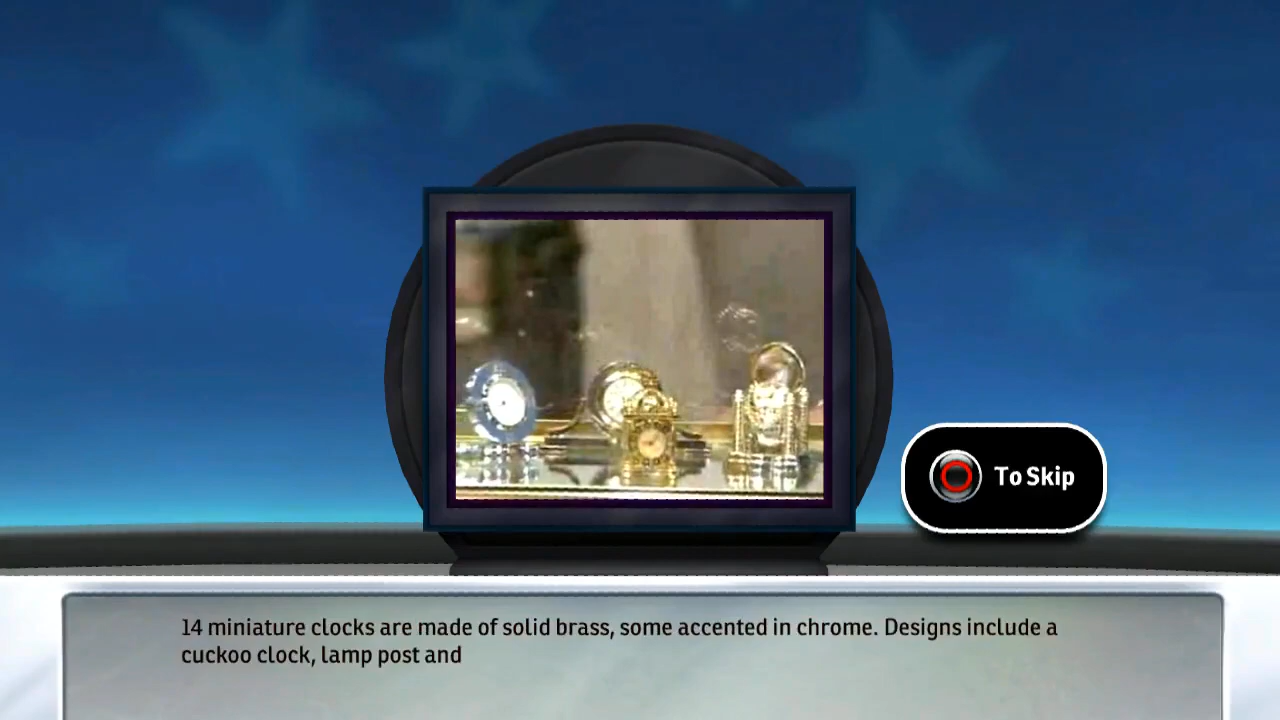 To Skip
14 miniature clocks are made of solid brass, some accented in chrome. Designs include a
cuckoo clock, lamp post and